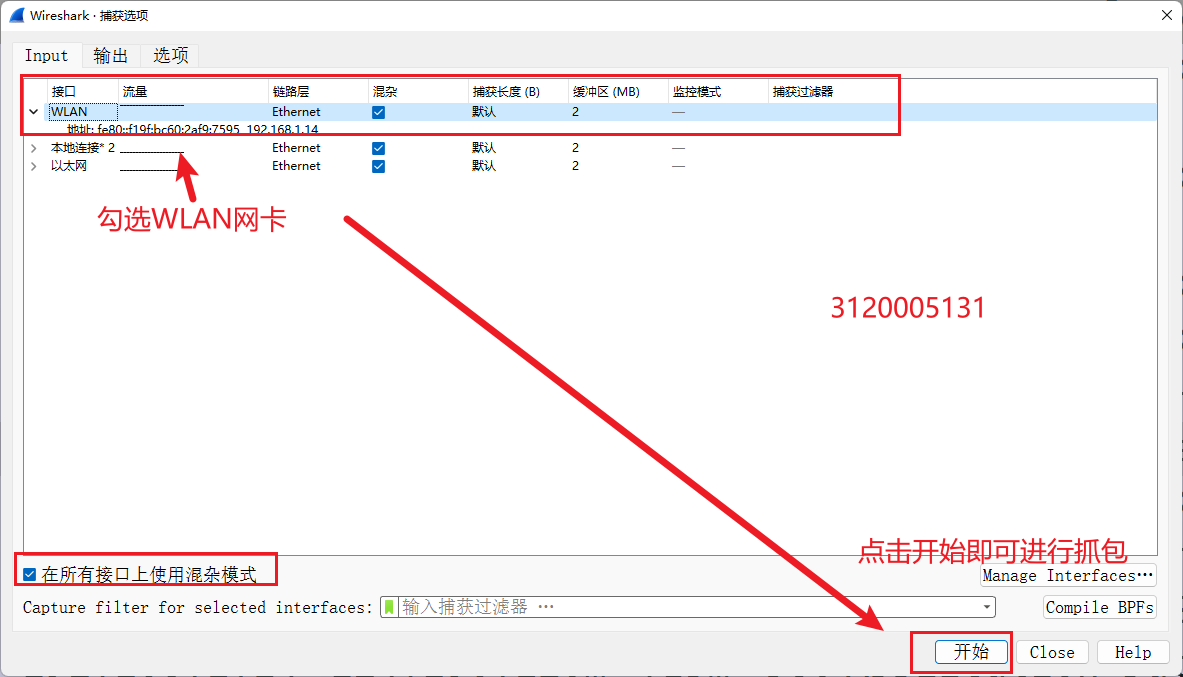 Wireshark · 捕获选项
Input 输出 选项
接口 流量 链路层 混杂 捕获长度 (B) 缓冲区 (MB) 监控模式 捕获过滤器
WLAN Ethernet 默认 2 —
地址: fe80::f19f:bc60:2af9:7595, 192.168.1.14
本地连接* 2 Ethernet 默认 2 —
以太网 Ethernet 默认 2 —
勾选WLAN网卡
3120005131
点击开始即可进行抓包
在所有接口上使用混杂模式
Manage Interfaces…
Capture filter for selected interfaces: 输入捕获过滤器 … Compile BPFs
开始 Close Help